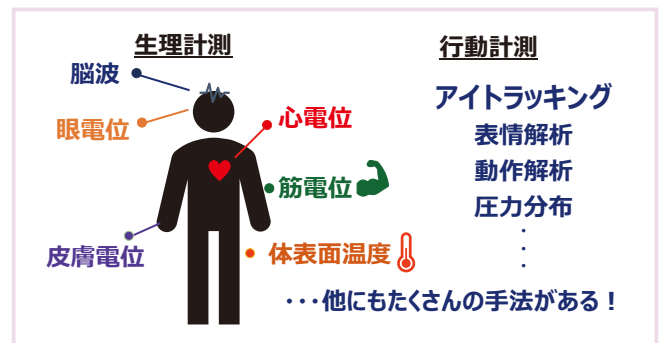 生理計測
脳波
眼電位
心電位
筋電位
皮膚電位
体表面温度
行動計測
アイトラッキング
表情解析
動作解析
圧力分布
・
・
・
・・・他にもたくさんの手法がある！